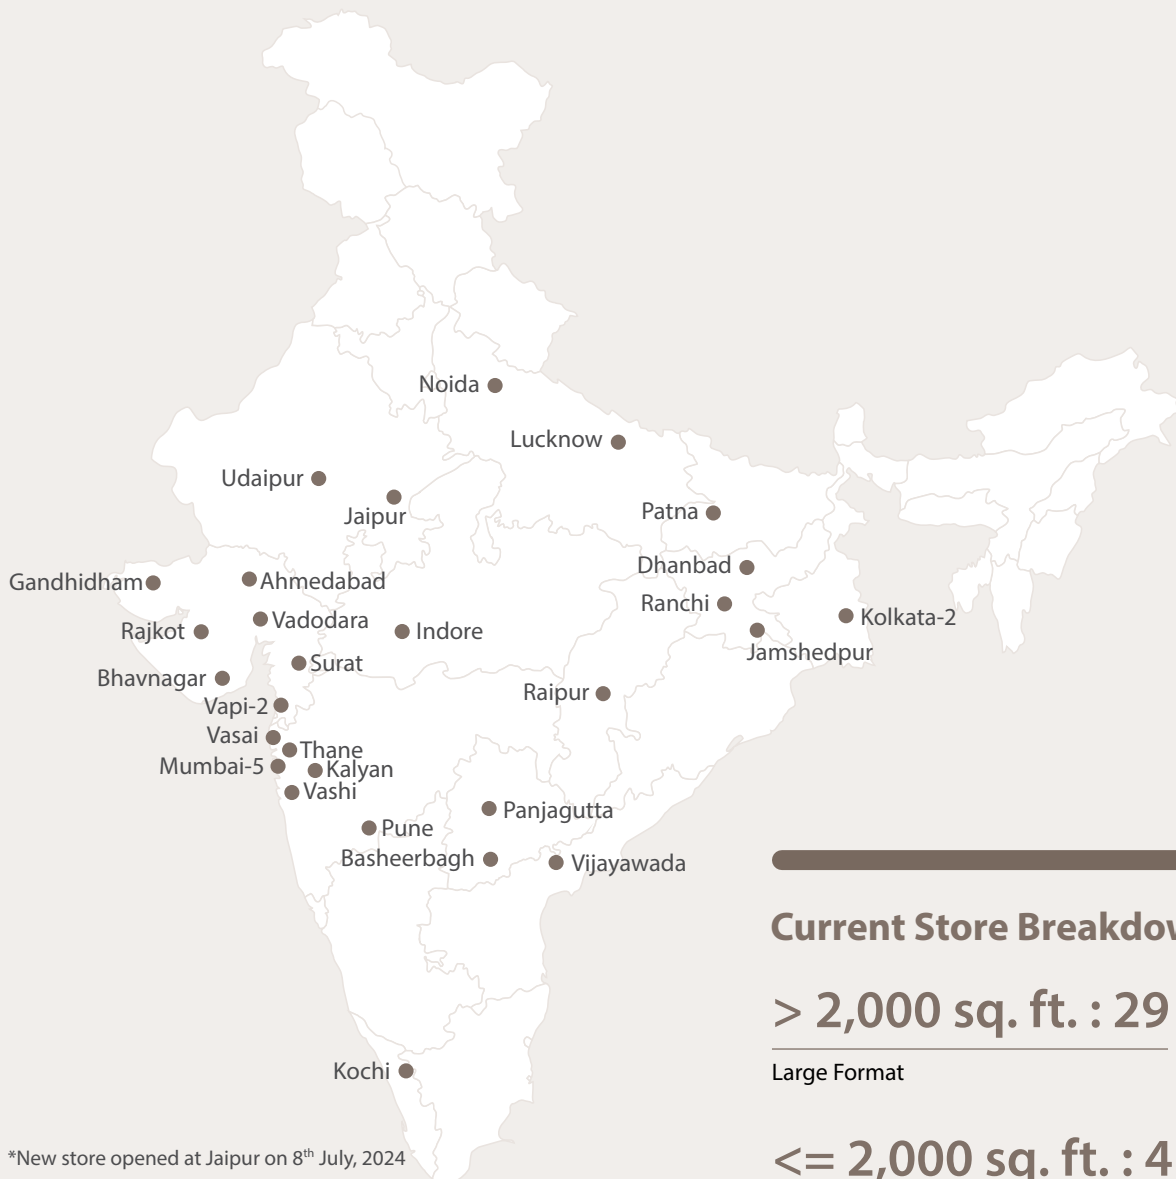 Noida
Lucknow
Udaipur
Jaipur
Patna
Dhanbad
Gandhidham
Ahmedabad
Ranchi
Vadodara
Kolkata-2
Rajkot
Indore
Jamshedpur
Surat
Bhavnagar
Raipur
Vapi-2
Vasai
Thane
Mumbai-5
Kalyan
Vashi
Panjagutta
Pune
Basheerbagh
Vijayawada
Current Store Breakdow
> 2,000 sq. ft. : 29
Large Format
Kochi
*New store opened at Jaipur on 8th July, 2024
<= 2,000 sq. ft. : 4